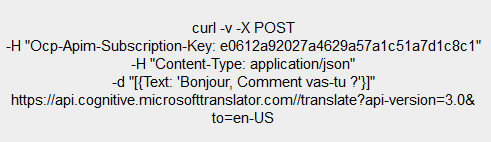 curl -v -X POST
-H "Ocp-Apim-Subscription-Key: e0612a92027a4629a57a1c51a7d1c8c1"
-H "Content-Type: application/json"
-d "[{Text: 'Bonjour, Comment vas-tu ?'}]"
https://api.cognitive.microsofttranslator.com//translate?api-version=3.0&
to=en-US